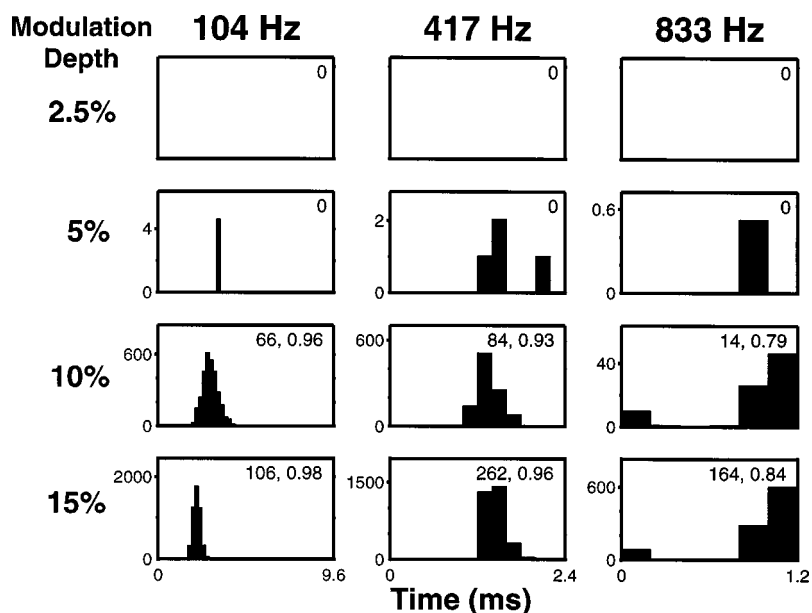 Modulation Depth 104 Hz 417 Hz 833 Hz
2.5% 0 0 0
5% 0 0 0
4 2 0.6
0 0 0
10% 66, 0.96 84, 0.93 14, 0.79
600 600 40
0 0 0
15% 106, 0.98 262, 0.96 164, 0.84
2000 1500 600
0 0 0
0 9.6 0 2.4 0 1.2
Time (ms)